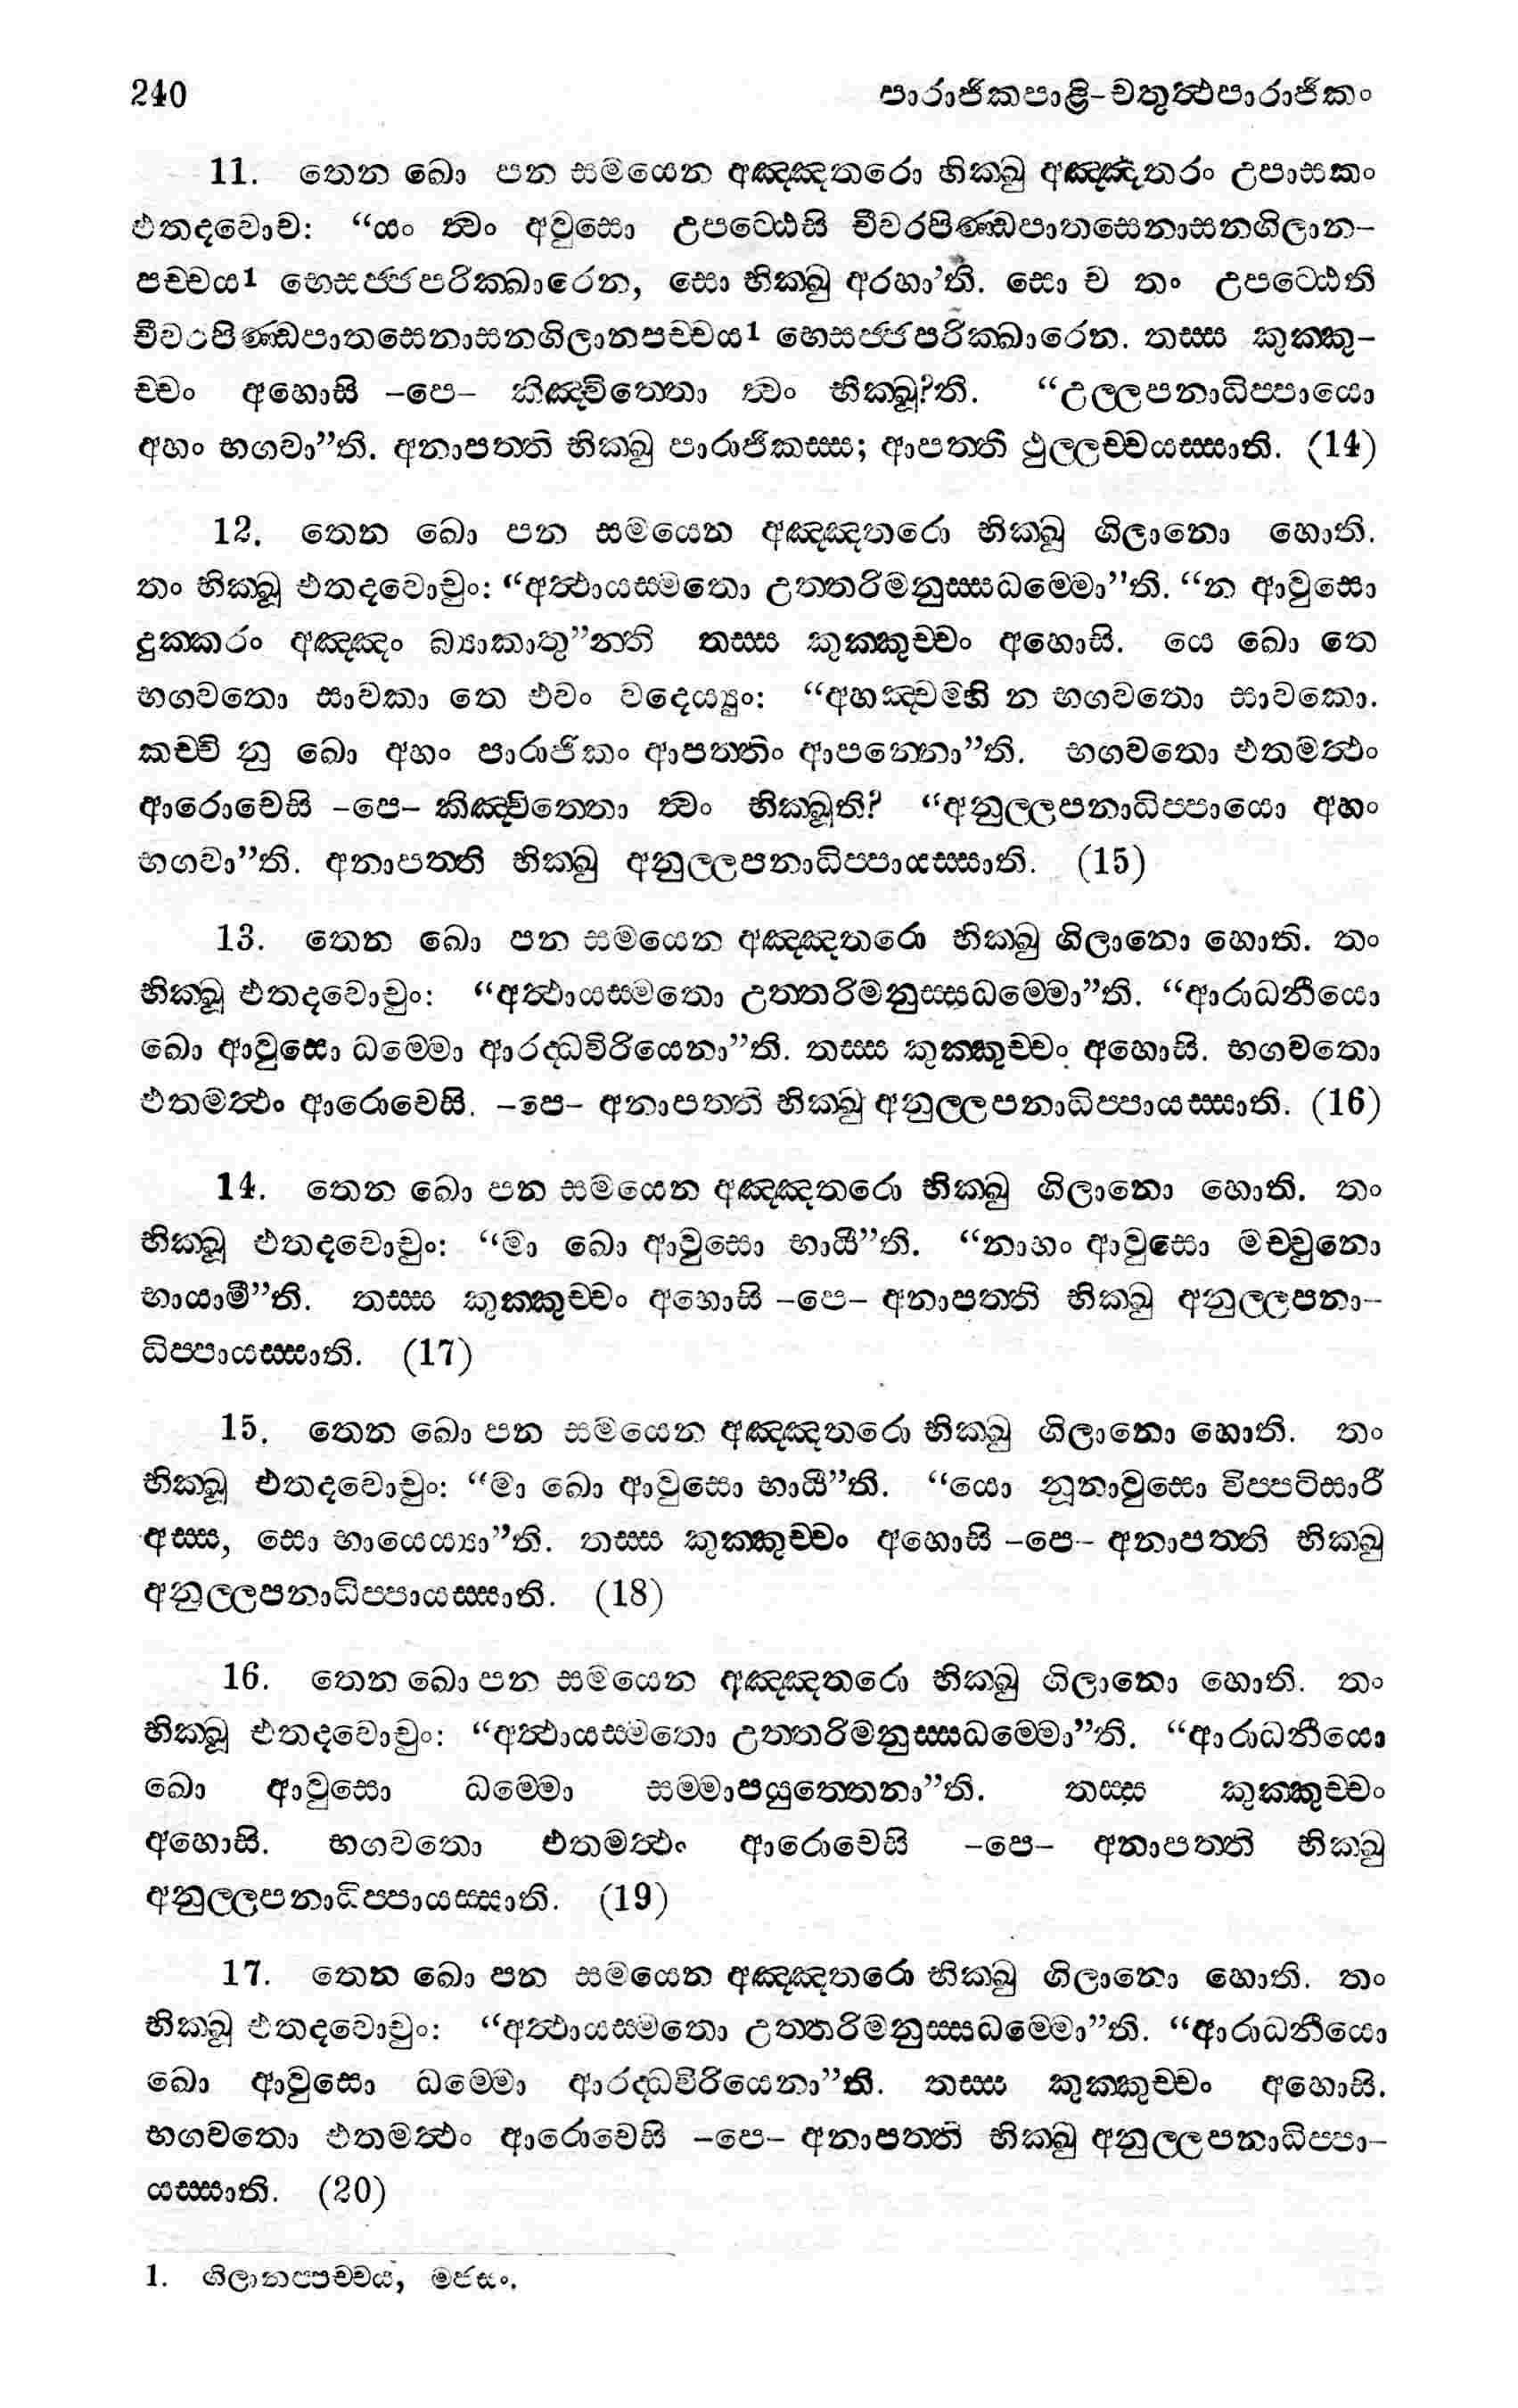 240 පාරාජිකපාළි-චතුත්‍ථපාරාජිකං
11. තෙන ඛො පන සමයෙන අඤ්ඤතරො භික්ඛු අඤ්ඤතරං උපාසකං
එතදවොච: “යං ත්‍වං අවුසො උපට්ඨෙසි චීවරපිණ්ඩපාතසෙනාසනගිලාන-
පච්චය1 භෙසජ්ජපරික්ඛාරෙන, සො භික්ඛු අරහා’ති. සො ච තං උපට්ඨෙති
චීවරපිණ්ඩපාතසෙනාසනගිලානපච්චය1 භෙසජ්ජපරික්ඛාරෙන. තස්ස කුක්කු-
ච්චං අහොසි -පෙ- කිඤ්චිත්තො ත්‍වං භික්ඛූ?ති. “උල්ලපනාධිප්පායො
අහං භගවා”ති. අනාපත්ති භික්ඛු පාරාජිකස්ස; ආපත්ති ථුල්ලච්චයස්සාති. (14)
12. තෙන ඛො පන සමයෙන අඤ්ඤතරො භික්ඛු ගිලානො හොති.
තං භික්ඛූ එතදවොචුං: “අත්‍ථායස්මතො උත්තරිමනුස්සධම්මො”ති. “න ආවුසො
දුක්කරං අඤ්ඤං බ්‍යාකාතු”න්ති තස්ස කුක්කුච්චං අහොසි. යෙ ඛො තෙ
භගවතො සාවකා තෙ එවං වදෙය්‍යුං: “අහඤ්චම්හි න භගවතො සාවකො.
කච්චි නු ඛො අහං පාරාජිකං ආපත්තිං ආපන්නො”ති. භගවතො එතමත්‍ථං
ආරොචෙසි -පෙ- කිඤ්චිත්තො ත්‍වං භික්ඛූති? “අනුල්ලපනාධිප්පායො අහං
භගවා”ති. අනාපත්ති භික්ඛු අනුල්ලපනාධිප්පායස්සාති. (15)
13. තෙන ඛො පන සමයෙන අඤ්ඤතරො භික්ඛු ගිලානො හොති. තං
භික්ඛූ එතදවොචුං: “අත්‍ථායස්මතො උත්තරිමනුස්සධම්මො”ති. “ආරාධනීයො
ඛො ආවුසො ධම්මො ආරද්ධවිරියෙනා”ති. තස්ස කුක්කුච්චං අහොසි. භගවතො
එතමත්‍ථං ආරොචෙසි. -පෙ- අනාපත්ති භික්ඛු අනුල්ලපනාධිප්පායස්සාති. (16)
14. තෙන ඛො පන සමයෙන අඤ්ඤතරො භික්ඛු ගිලානො හොති. තං
භික්ඛූ එතදවොචුං: “මා ඛො ආවුසො භායී”ති. “නාහං ආවුසො මච්චුනො
භායාමී”ති. තස්ස කුක්කුච්චං අහොසි -පෙ- අනාපත්ති භික්ඛු අනුල්ලපනා-
ධිප්පායස්සාති. (17)
15. තෙන ඛො පන සමයෙන අඤ්ඤතරො භික්ඛු ගිලානො හොති. තං
භික්ඛූ එතදවොචුං: “මා ඛො ආවුසො භායී”ති. “යො නූනාවුසො විප්පටිසාරී
අස්ස, සො භායෙය්‍යා”ති. තස්ස කුක්කුච්චං අහොසි -පෙ- අනාපත්ති භික්ඛු
අනුල්ලපනාධිප්පායස්සාති. (18)
16. තෙන ඛො පන සමයෙන අඤ්ඤතරො භික්ඛු ගිලානො හොති. තං
භික්ඛූ එතදවොචුං: “අත්‍ථායස්මතො උත්තරිමනුස්සධම්මො”ති. “ආරාධනීයො
ඛො ආවුසො ධම්මො සම්මාපයුත්තෙනා”ති. තස්ස කුක්කුච්චං
අහොසි. භගවතො එතමත්‍ථං ආරොචෙසි -පෙ- අනාපත්ති භික්ඛු
අනුල්ලපනාධිප්පායස්සාති. (19)
17. තෙන ඛො පන සමයෙන අඤ්ඤතරො භික්ඛු ගිලානො හොති. තං
භික්ඛූ එතදවොචුං: “අත්‍ථායස්මතො උත්තරිමනුස්සධම්මො”ති. “ආරාධනීයො
ඛො ආවුසො ධම්මො ආරද්ධවිරියෙනා”ති. තස්ස කුක්කුච්චං අහොසි.
භගවතො එතමත්‍ථං ආරොචෙසි -පෙ- අනාපත්ති භික්ඛු අනුල්ලපනාධිප්පා-
යස්සාති. (20)
1. ගිලානප්පච්චය, මජසං.